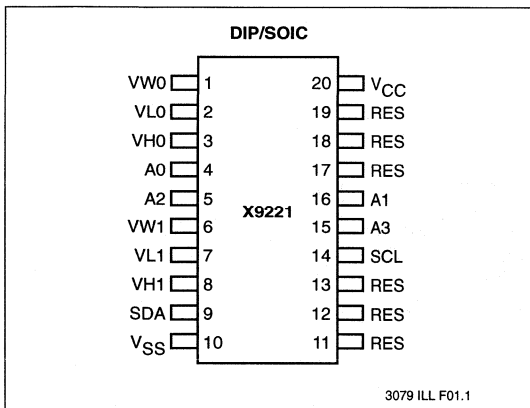 DIP/SOIC
VW0 1 20 VCC
VL0 2 19 RES
VH0 3 18 RES
A0 4 17 RES
A2 5 16 A1
X9221
VW1 6 15 A3
VL1 7 14 SCL
VH1 8 13 RES
SDA 9 12 RES
VSS 10 11 RES
3079 ILL F01.1